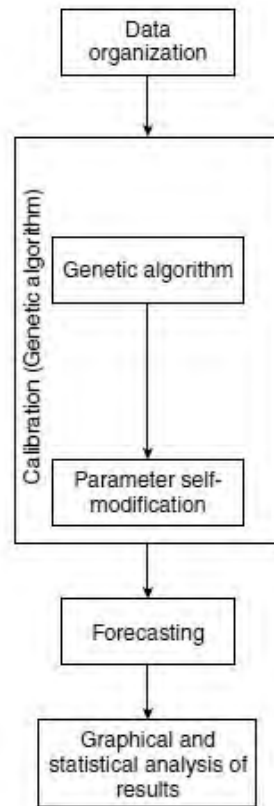 Data
organization
Calibration (Genetic algorithm)
Genetic algorithm
Parameter self-
modification
Forecasting
Graphical and
statistical analysis of
results